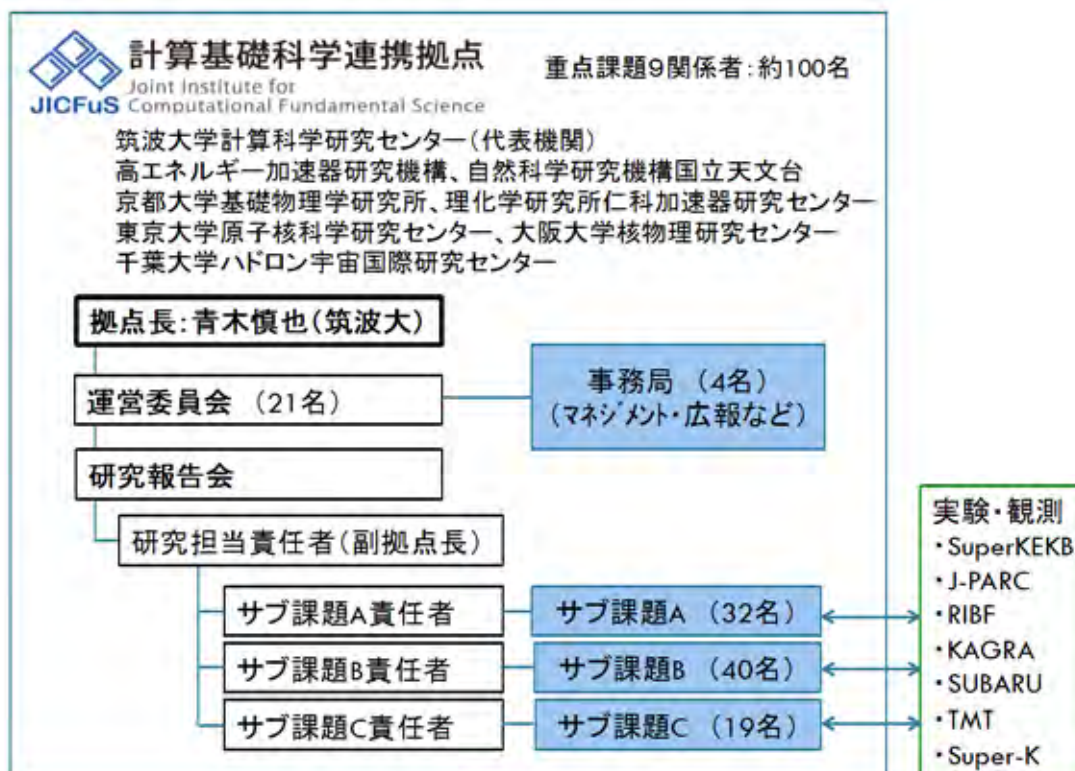 計算基礎科学連携拠点
Joint Institute for
Computational Fundamental Science
JICFuS
重点課題9関係者:約100名
筑波大学計算科学研究センター(代表機関)
高エネルギー加速器研究機構、自然科学研究機構国立天文台
京都大学基礎物理学研究所、理化学研究所仁科加速器研究センター
東京大学原子核科学研究センター、大阪大学核物理研究センター
千葉大学ハドロン宇宙国際研究センター
拠点長:青木慎也(筑波大)
運営委員会 (21名)
事務局 (4名)
(マネジメント・広報など)
研究報告会
研究担当責任者(副拠点長)
サブ課題A責任者
サブ課題A (32名)
サブ課題B責任者
サブ課題B (40名)
サブ課題C責任者
サブ課題C (19名)
実験・観測
・SuperKEKB
・J-PARC
・RIBF
・KAGRA
・SUBARU
・TMT
・Super-K